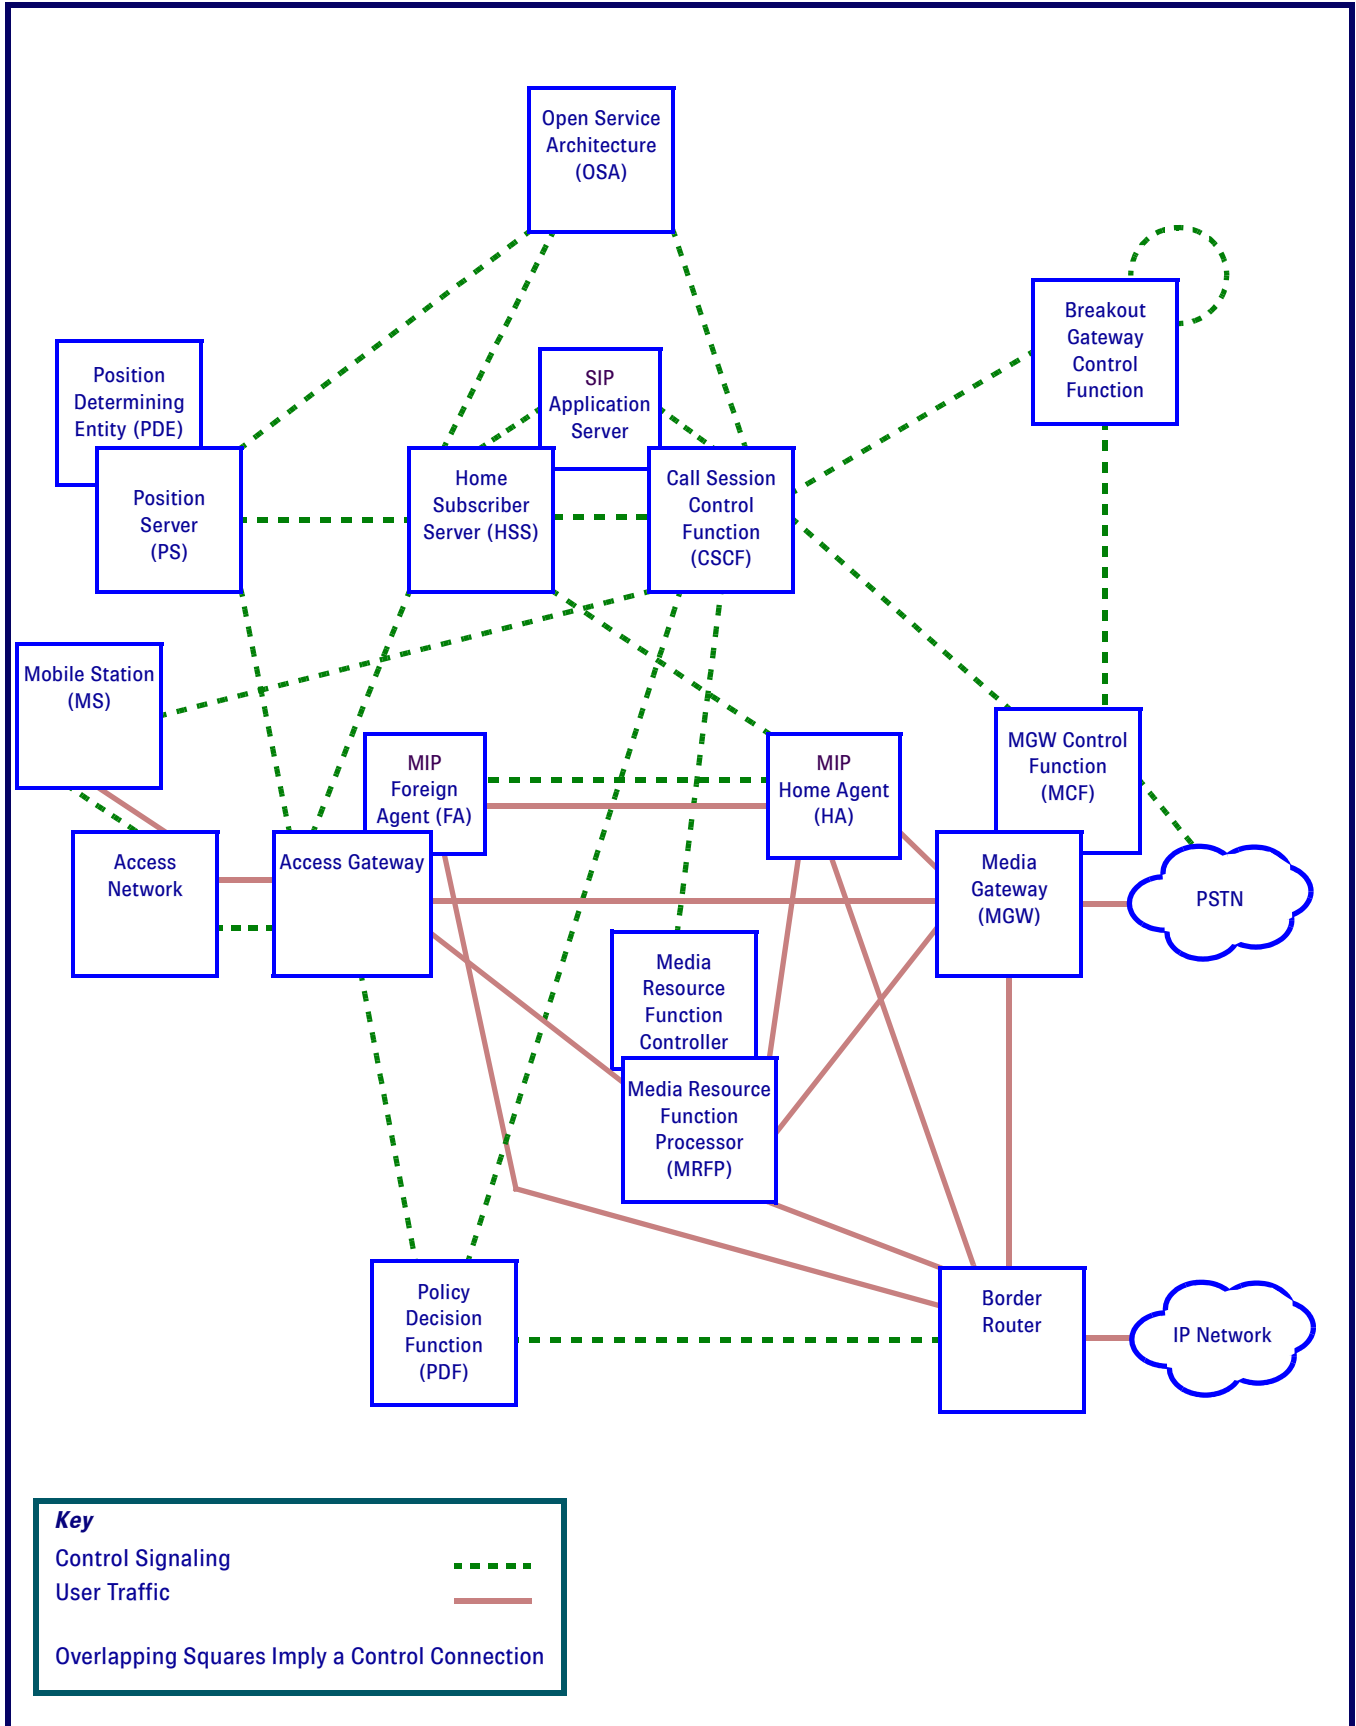 Open Service
Architecture
(OSA)
Breakout
Gateway
Control
Function
Position
Determining
Entity (PDE)
SIP
Application
Server
Position
Server
(PS)
Home
Subscriber
Server (HSS)
Call Session
Control
Function
(CSCF)
Mobile Station
(MS)
MIP
Foreign
Agent (FA)
MIP
Home Agent
(HA)
MGW Control
Function
(MCF)
Access
Network
Access Gateway
Media
Gateway
(MGW)
PSTN
Media
Resource
Function
Controller
Media Resource
Function
Processor
(MRFP)
Policy
Decision
Function
(PDF)
Border
Router
IP Network
Key
Control Signaling
User Traffic
Overlapping Squares Imply a Control Connection